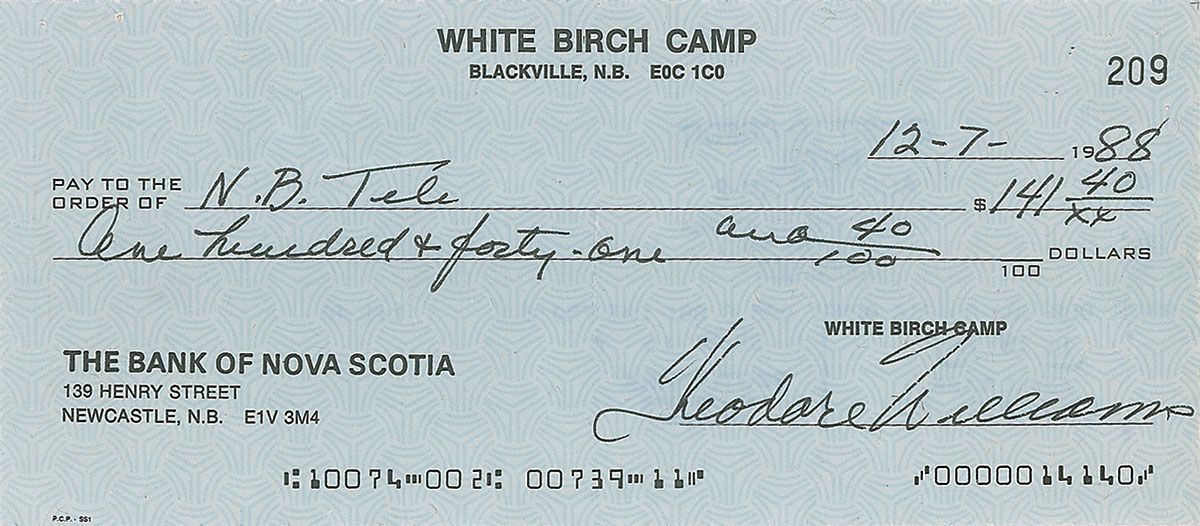 WHITE BIRCH CAMP
BLACKVILLE, N.B. E0C 1C0
209
12-7- 1988
PAY TO THE ORDER OF N.B. Tele $141 40/xx
One hundred & forty-one and 40/100 100 DOLLARS
WHITE BIRCH CAMP
THE BANK OF NOVA SCOTIA
139 HENRY STREET
NEWCASTLE, N.B. E1V 3M4
Theodore Williams
⑆10074⑉002⑆ 00739⑉11⑈ ⑇0000014140⑇
P.C.P. - SS1